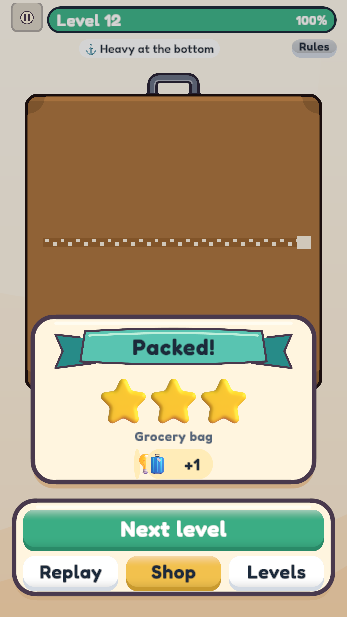 Level 12
100%
Heavy at the bottom
Rules
Packed!
Grocery bag
+1
Next level
Replay
Shop
Levels